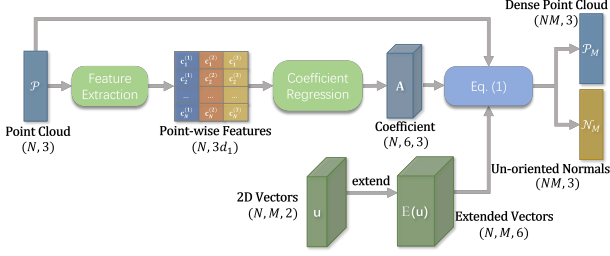 Dense Point Cloud
(NM, 3)
𝒫
Feature
Extraction
c₁⁽¹⁾ c₁⁽²⁾ c₁⁽³⁾
c₂⁽¹⁾ c₂⁽²⁾ c₂⁽³⁾
... ... ...
c_N⁽¹⁾ c_N⁽²⁾ c_N⁽³⁾
Coefficient
Regression
A
Eq. (1)
𝒫_M
𝒩_M
Point Cloud
(N, 3)
Point-wise Features
(N, 3d₁)
Coefficient
(N, 6, 3)
Un-oriented Normals
(NM, 3)
2D Vectors
(N, M, 2)
u
extend
E(u)
Extended Vectors
(N, M, 6)